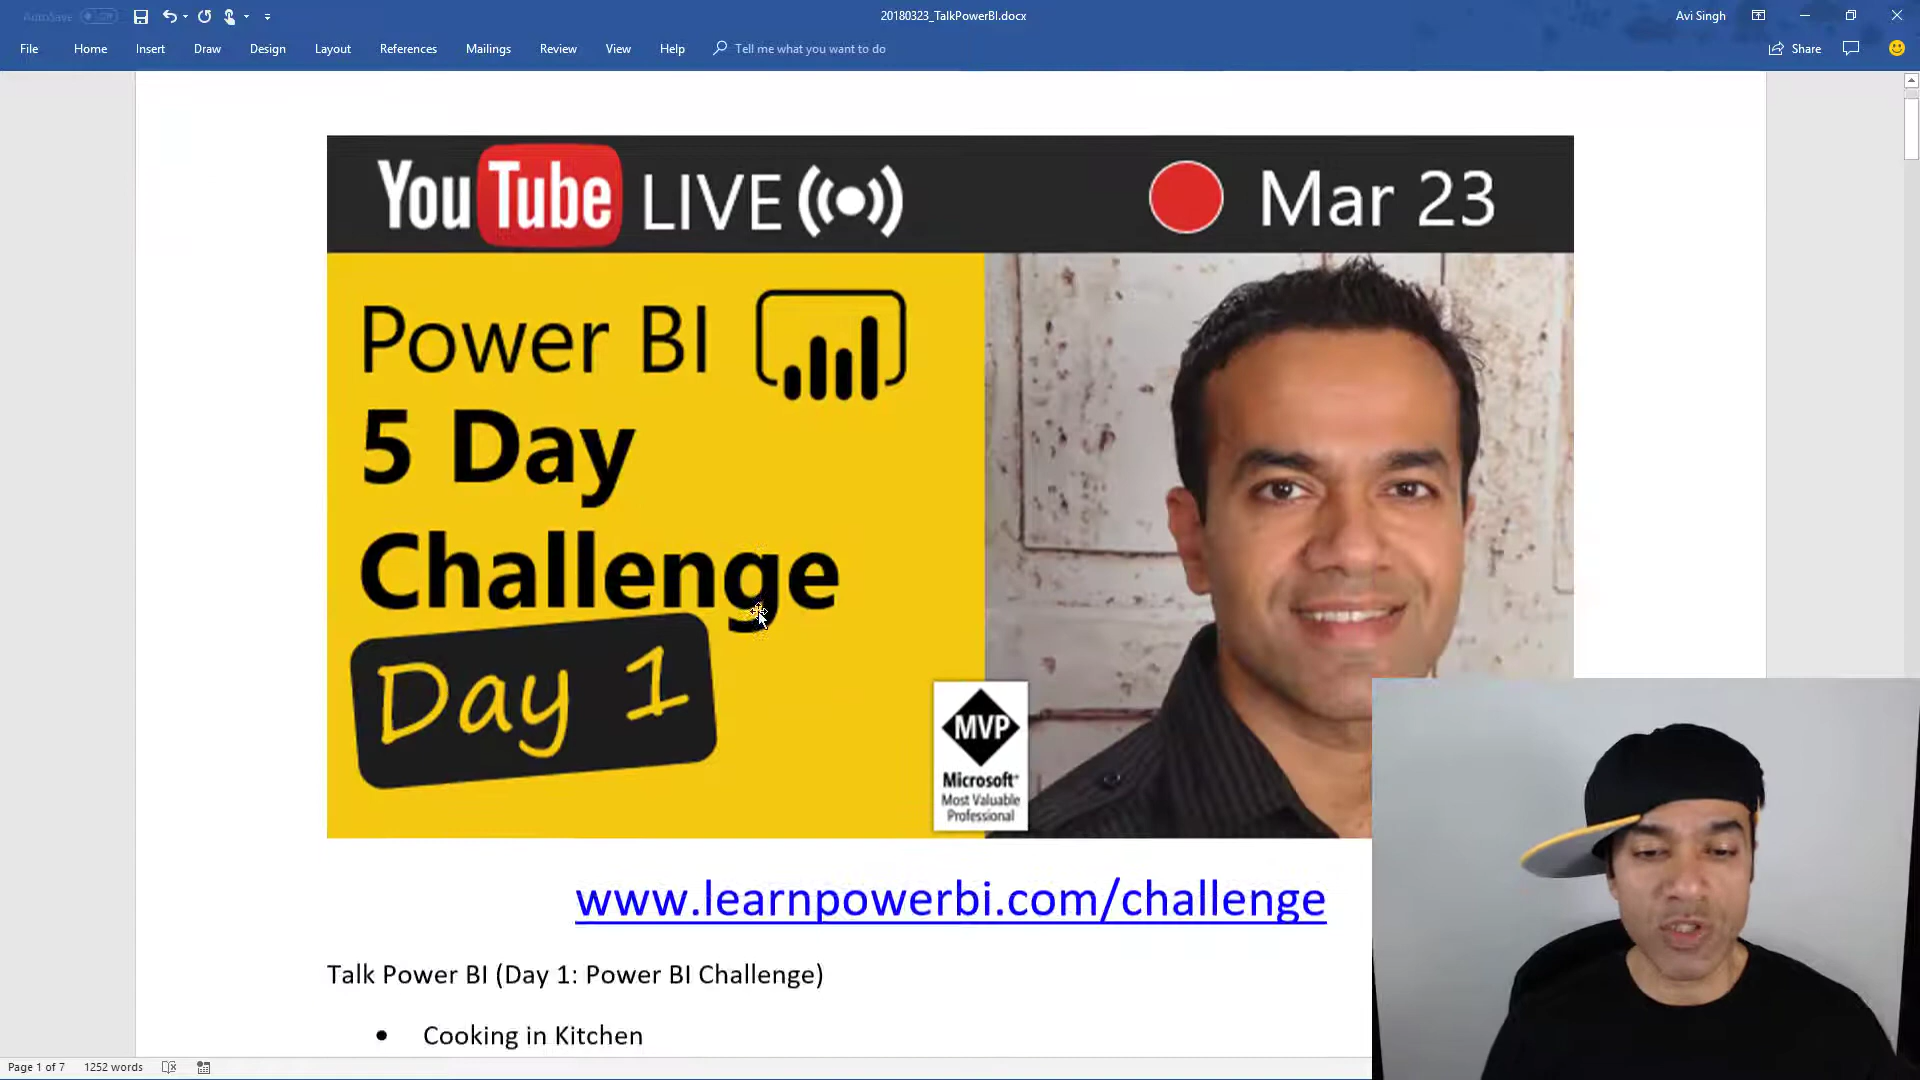 AutoSave Off
20180323_TalkPowerBI.docx
Avi Singh
File Home Insert Draw Design Layout References Mailings Review View Help Tell me what you want to do Share
YouTube LIVE Mar 23
Power BI
5 Day
Challenge
Day 1
MVP
Microsoft®
Most Valuable
Professional
www.learnpowerbi.com/challenge
Talk Power BI (Day 1: Power BI Challenge)
• Cooking in Kitchen
Page 1 of 7 1252 words